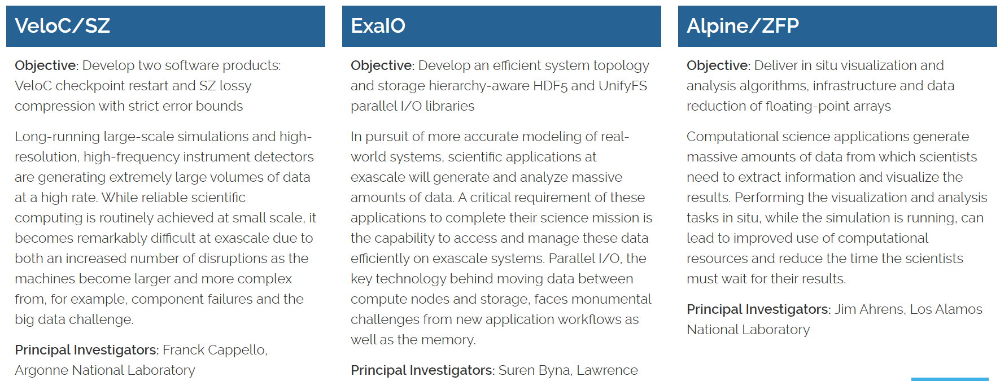 VeloC/SZ
Objective: Develop two software products:
VeloC checkpoint restart and SZ lossy
compression with strict error bounds
Long-running large-scale simulations and high-
resolution, high-frequency instrument detectors
are generating extremely large volumes of data
at a high rate. While reliable scientific
computing is routinely achieved at small scale, it
becomes remarkably difficult at exascale due to
both an increased number of disruptions as the
machines become larger and more complex
from, for example, component failures and the
big data challenge.
Principal Investigators: Franck Cappello,
Argonne National Laboratory
ExaIO
Objective: Develop an efficient system topology
and storage hierarchy-aware HDF5 and UnifyFS
parallel I/O libraries
In pursuit of more accurate modeling of real-
world systems, scientific applications at
exascale will generate and analyze massive
amounts of data. A critical requirement of these
applications to complete their science mission is
the capability to access and manage these data
efficiently on exascale systems. Parallel I/O, the
key technology behind moving data between
compute nodes and storage, faces monumental
challenges from new application workflows as
well as the memory.
Principal Investigators: Suren Byna, Lawrence
Alpine/ZFP
Objective: Deliver in situ visualization and
analysis algorithms, infrastructure and data
reduction of floating-point arrays
Computational science applications generate
massive amounts of data from which scientists
need to extract information and visualize the
results. Performing the visualization and analysis
tasks in situ, while the simulation is running, can
lead to improved use of computational
resources and reduce the time the scientists
must wait for their results.
Principal Investigators: Jim Ahrens, Los Alamos
National Laboratory